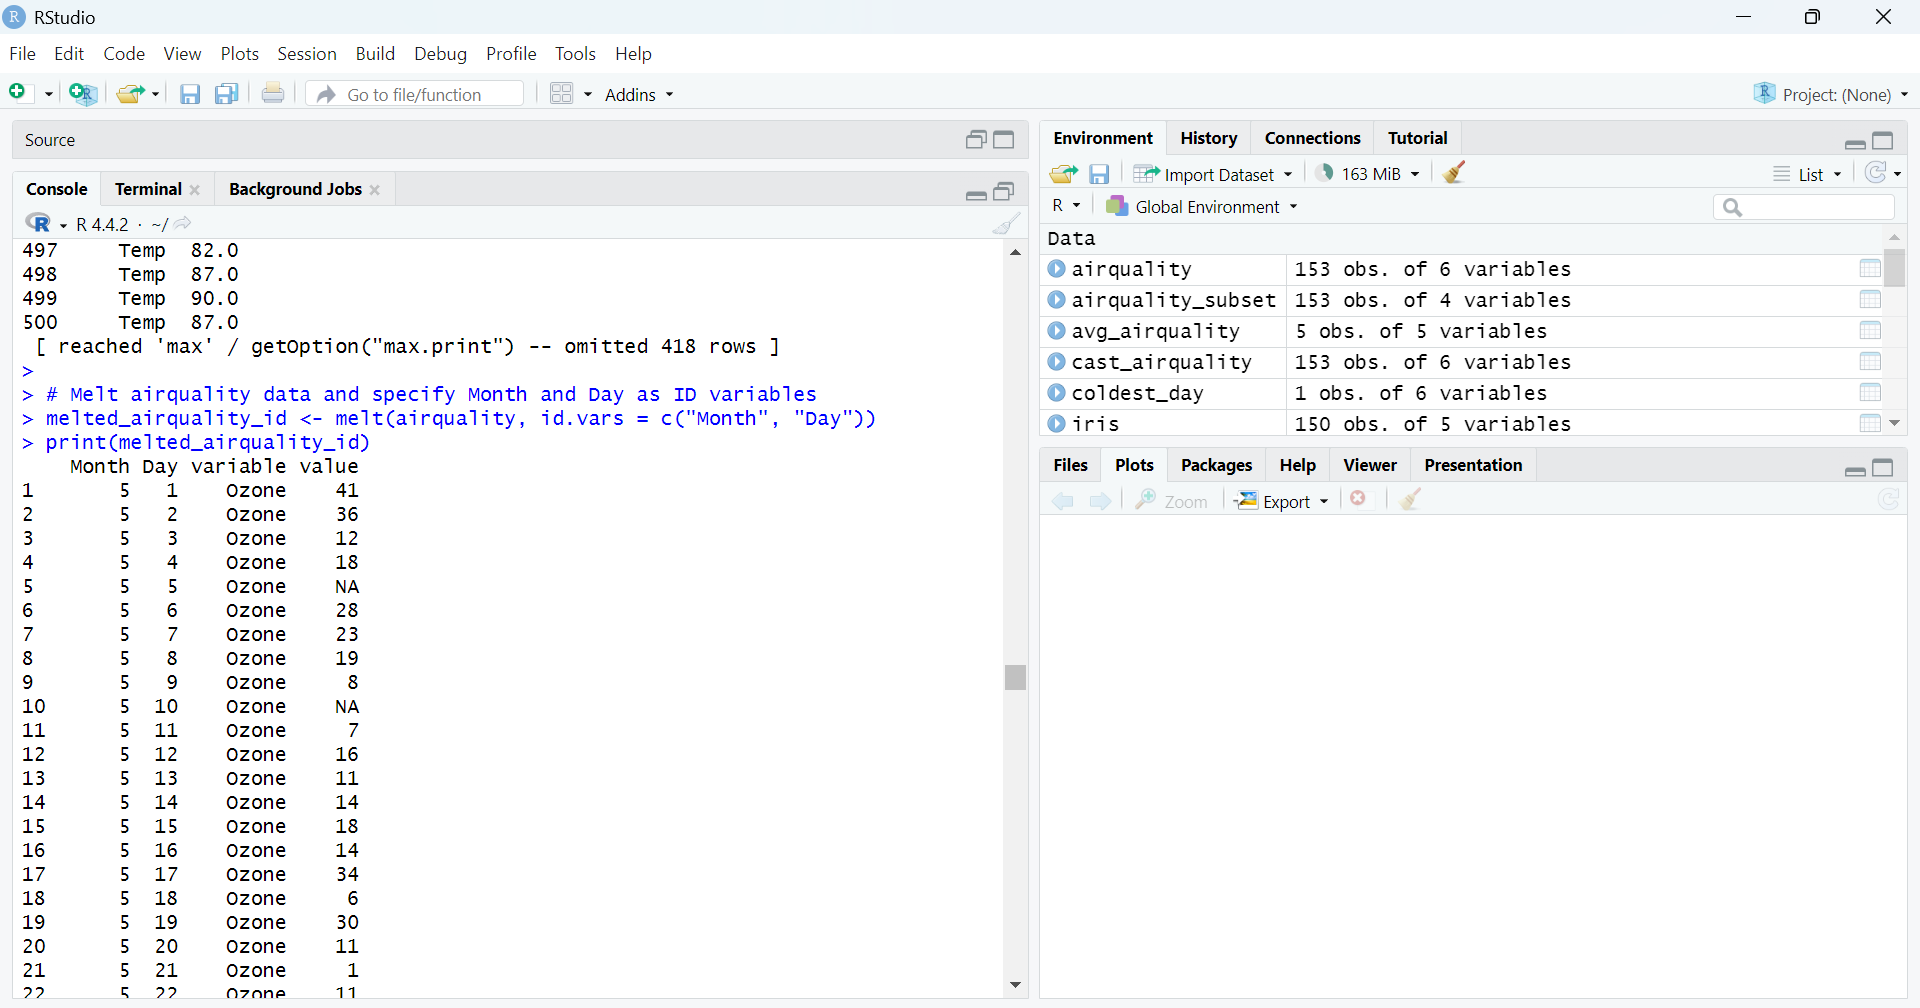 RStudio
File Edit Code View Plots Session Build Debug Profile Tools Help
Go to file/function Addins Project: (None)
Source
Console Terminal Background Jobs
R 4.4.2 · ~/
497 Temp 82.0
498 Temp 87.0
499 Temp 90.0
500 Temp 87.0
[ reached 'max' / getOption("max.print") -- omitted 418 rows ]
>
> # Melt airquality data and specify Month and Day as ID variables
> melted_airquality_id <- melt(airquality, id.vars = c("Month", "Day"))
> print(melted_airquality_id)
Month Day variable value
1 5 1 Ozone 41
2 5 2 Ozone 36
3 5 3 Ozone 12
4 5 4 Ozone 18
5 5 5 Ozone NA
6 5 6 Ozone 28
7 5 7 Ozone 23
8 5 8 Ozone 19
9 5 9 Ozone 8
10 5 10 Ozone NA
11 5 11 Ozone 7
12 5 12 Ozone 16
13 5 13 Ozone 11
14 5 14 Ozone 14
15 5 15 Ozone 18
16 5 16 Ozone 14
17 5 17 Ozone 34
18 5 18 Ozone 6
19 5 19 Ozone 30
20 5 20 Ozone 11
21 5 21 Ozone 1
22 5 22 Ozone 11
Environment History Connections Tutorial
Import Dataset 163 MiB List
R Global Environment
Data
airquality 153 obs. of 6 variables
airquality_subset 153 obs. of 4 variables
avg_airquality 5 obs. of 5 variables
cast_airquality 153 obs. of 6 variables
coldest_day 1 obs. of 6 variables
iris 150 obs. of 5 variables
Files Plots Packages Help Viewer Presentation
Zoom Export